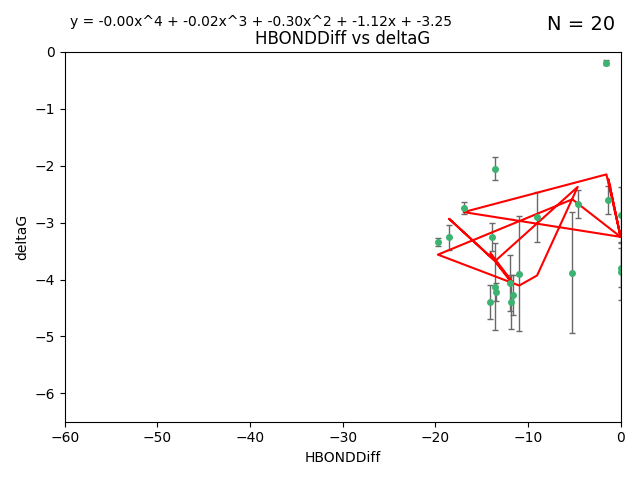 y = -0.00x^4 + -0.02x^3 + -0.30x^2 + -1.12x + -3.25
N = 20
HBONDDiff vs deltaG
0
−1
−2
−3
−4
−5
−6
deltaG
−60 −50 −40 −30 −20 −10 0
HBONDDiff